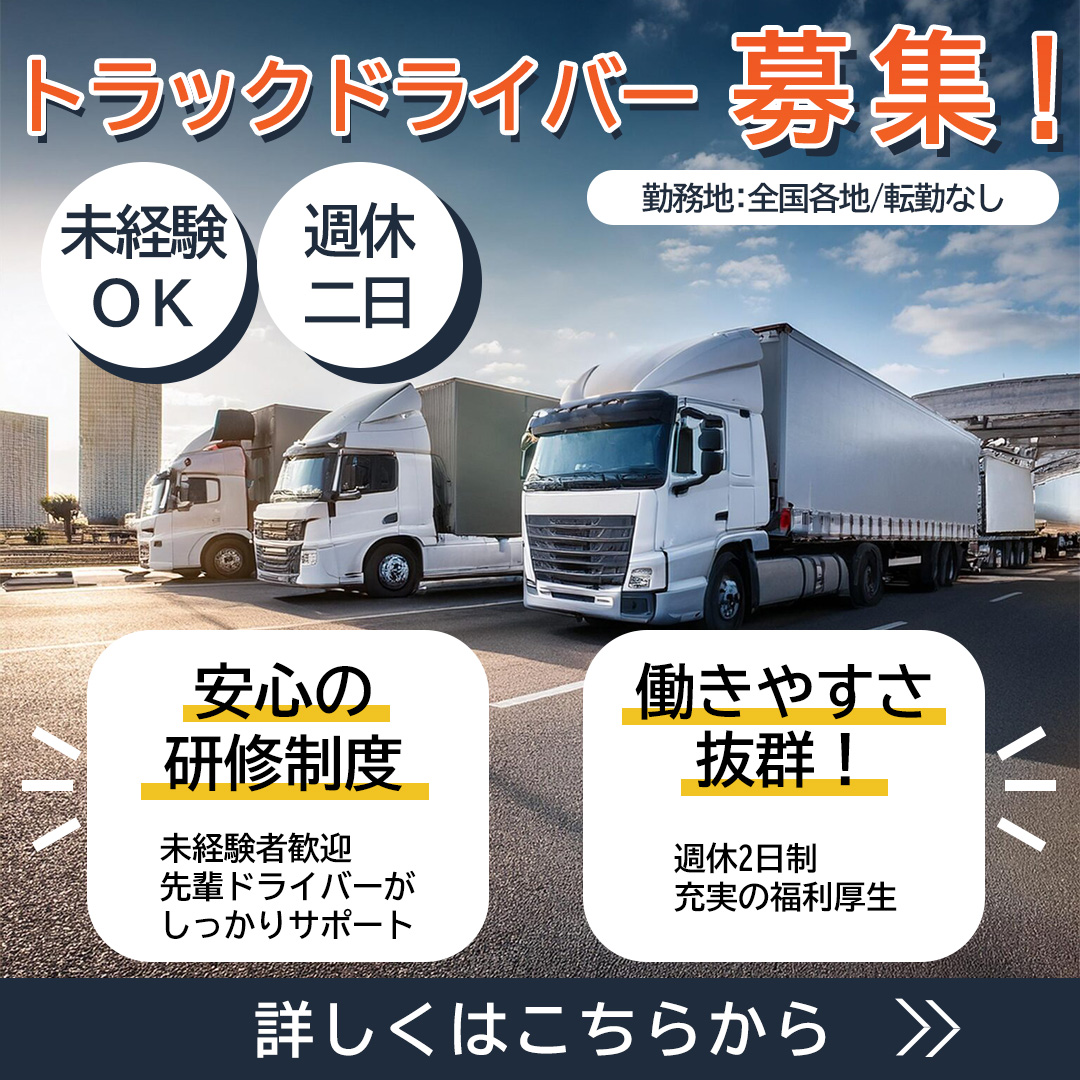 トラックドライバー 募集！
未経験
OK
週休
二日
勤務地：全国各地/転勤なし
安心の
研修制度
未経験者歓迎
先輩ドライバーが
しっかりサポート
働きやすさ
抜群！
週休2日制
充実の福利厚生
詳しくはこちらから